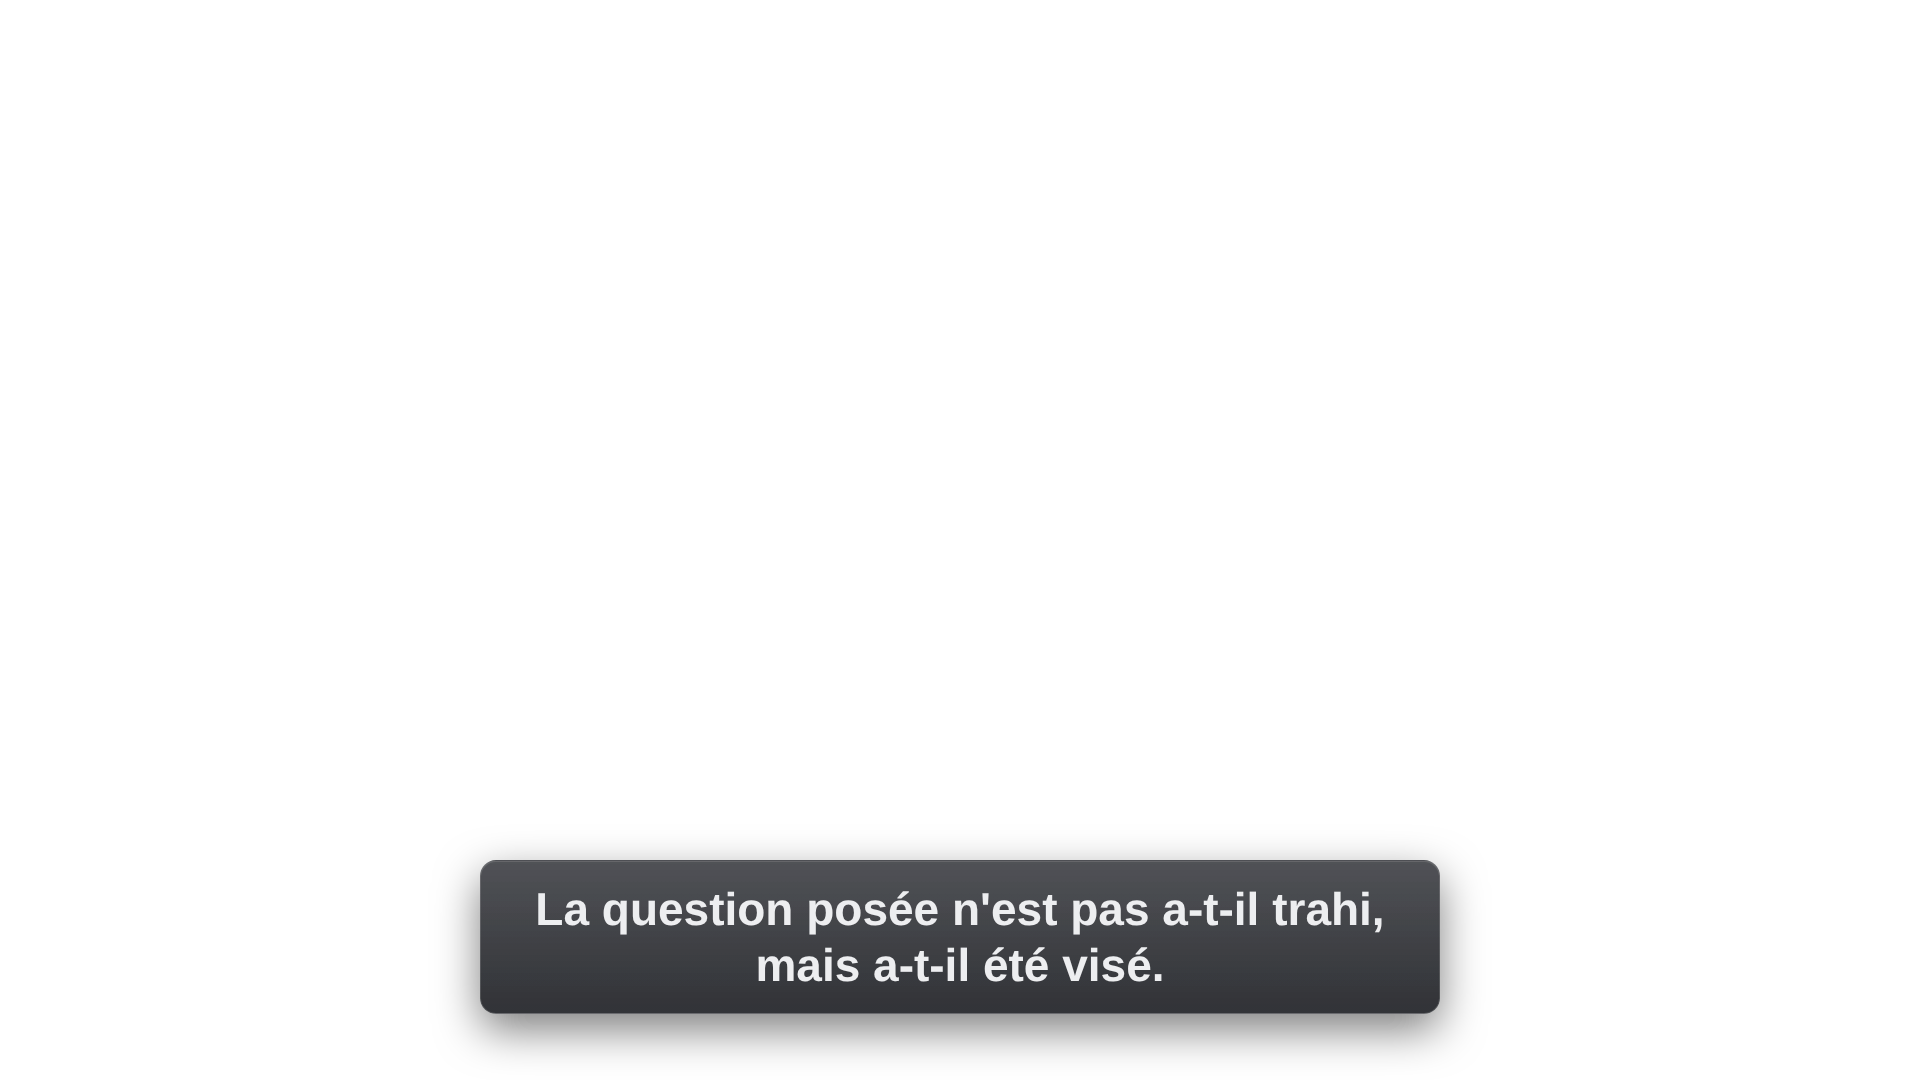 La question posée n'est pas a-t-il trahi,
mais a-t-il été visé.